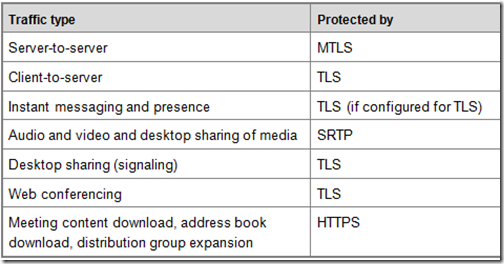 Traffic type Protected by
Server-to-server MTLS
Client-to-server TLS
Instant messaging and presence TLS (if configured for TLS)
Audio and video and desktop sharing of media SRTP
Desktop sharing (signaling) TLS
Web conferencing TLS
Meeting content download, address book HTTPS
download, distribution group expansion